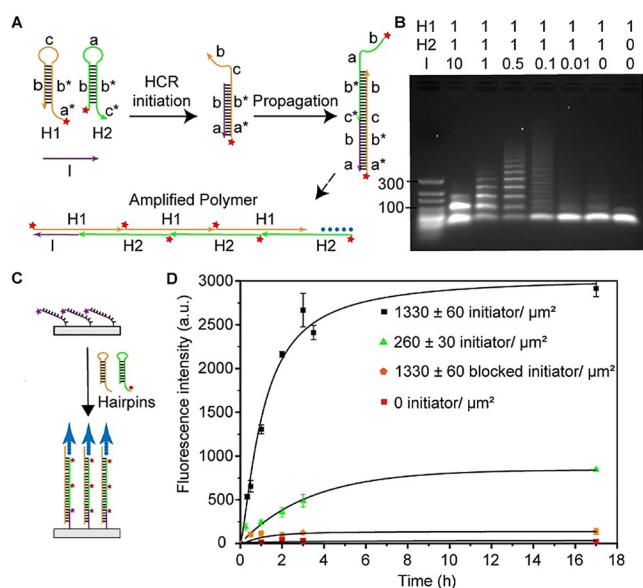 A
c
a
b
b*
b
b*
a*
c*
H1
H2
I
HCR
initiation
b
c
b
b*
a
a*
Propagation
b
a
b*
b
c*
c
b
b*
a
a*
Amplified Polymer
H1
H1
H1
I
H2
H2
H2
B
H1 1 1 1 1 1 1 1
H2 1 1 1 1 1 1 0
I 10 1 0.5 0.1 0.01 0 0
300
100
C
Hairpins
D
Fluorescence intensity (a.u.)
3000
2500
2000
1500
1000
500
0
1330 ± 60 initiator/ μm²
260 ± 30 initiator/ μm²
1330 ± 60 blocked initiator/ μm²
0 initiator/ μm²
0 2 4 6 8 10 12 14 16 18
Time (h)